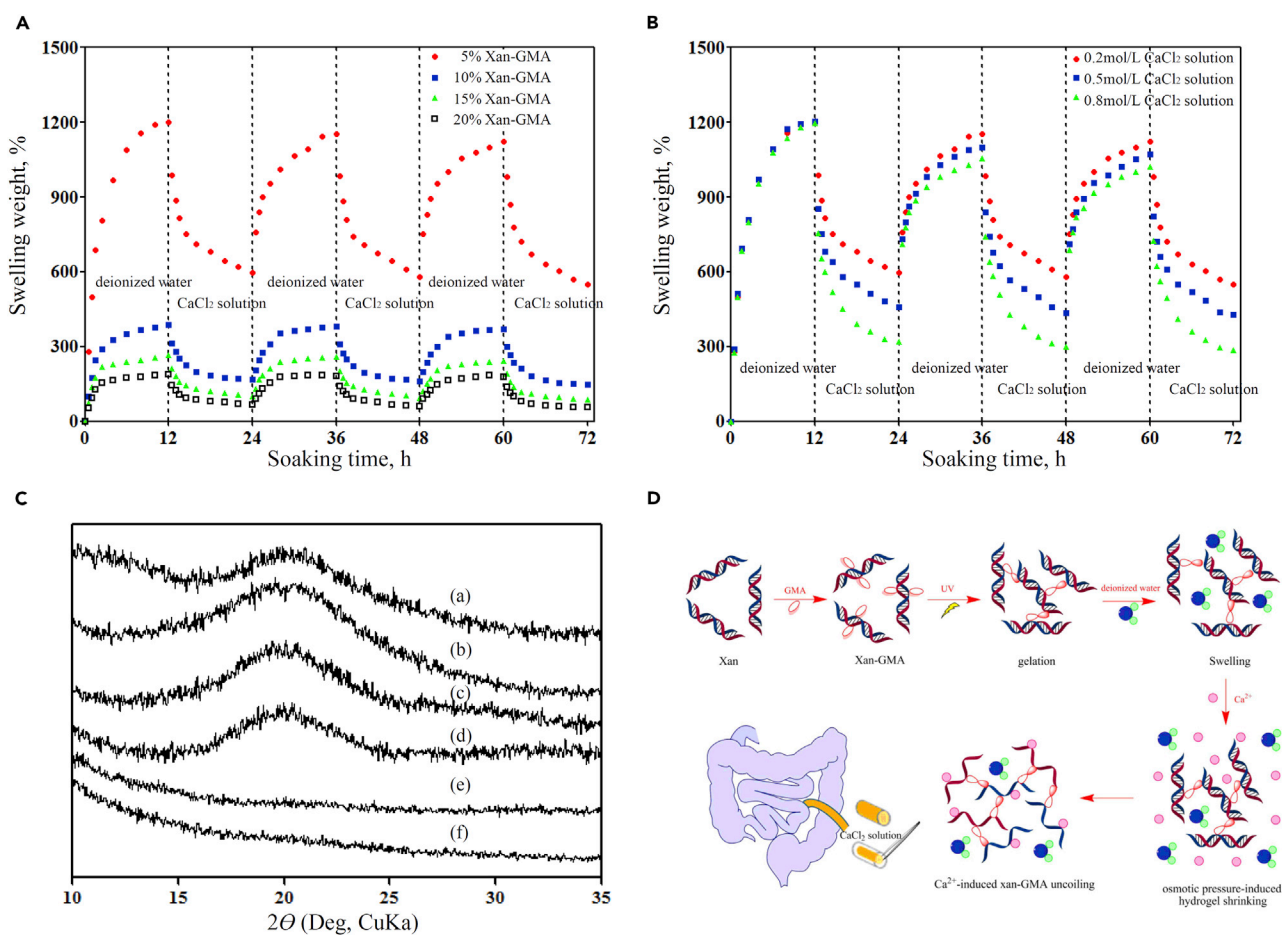 A
1500
1200
900
600
300
0
Swelling weight, %
5% Xan-GMA
10% Xan-GMA
15% Xan-GMA
20% Xan-GMA
deionized water
CaCl2 solution
deionized water
CaCl2 solution
deionized water
CaCl2 solution
0 12 24 36 48 60 72
Soaking time, h
B
1500
1200
900
600
300
0
Swelling weight, %
0.2mol/L CaCl2 solution
0.5mol/L CaCl2 solution
0.8mol/L CaCl2 solution
deionized water
CaCl2 solution
deionized water
CaCl2 solution
deionized water
CaCl2 solution
0 12 24 36 48 60 72
Soaking time, h
C
(a)
(b)
(c)
(d)
(e)
(f)
10 15 20 25 30 35
2Θ (Deg, CuKa)
D
GMA
UV
deionized water
Xan
Xan-GMA
gelation
Swelling
Ca2+
CaCl2 solution
Ca2+-induced xan-GMA uncoiling
osmotic pressure-induced
hydrogel shrinking